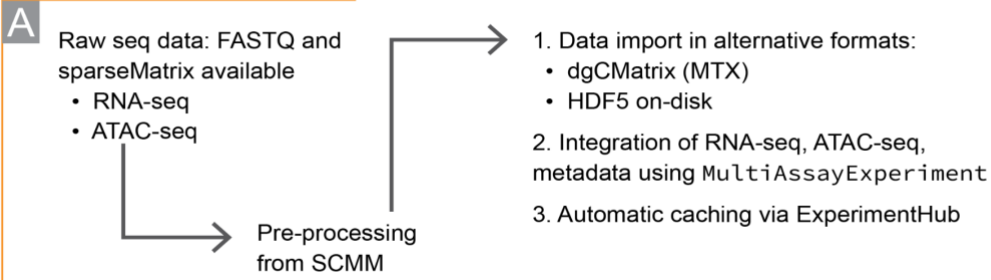 A
Raw seq data: FASTQ and
sparseMatrix available
• RNA-seq
• ATAC-seq
Pre-processing
from SCMM
1. Data import in alternative formats:
• dgCMatrix (MTX)
• HDF5 on-disk
2. Integration of RNA-seq, ATAC-seq,
metadata using MultiAssayExperiment
3. Automatic caching via ExperimentHub